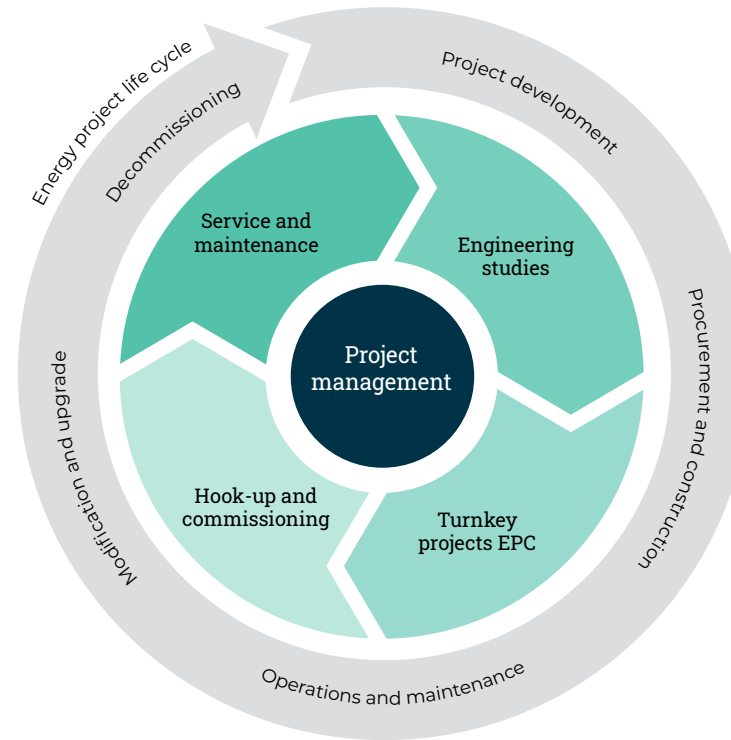 Energy project life cycle
Decommissioning
Project development
Procurement and construction
Operations and maintenance
Modification and upgrade
Service and
maintenance
Engineering
studies
Project
management
Hook-up and
commissioning
Turnkey
projects EPC